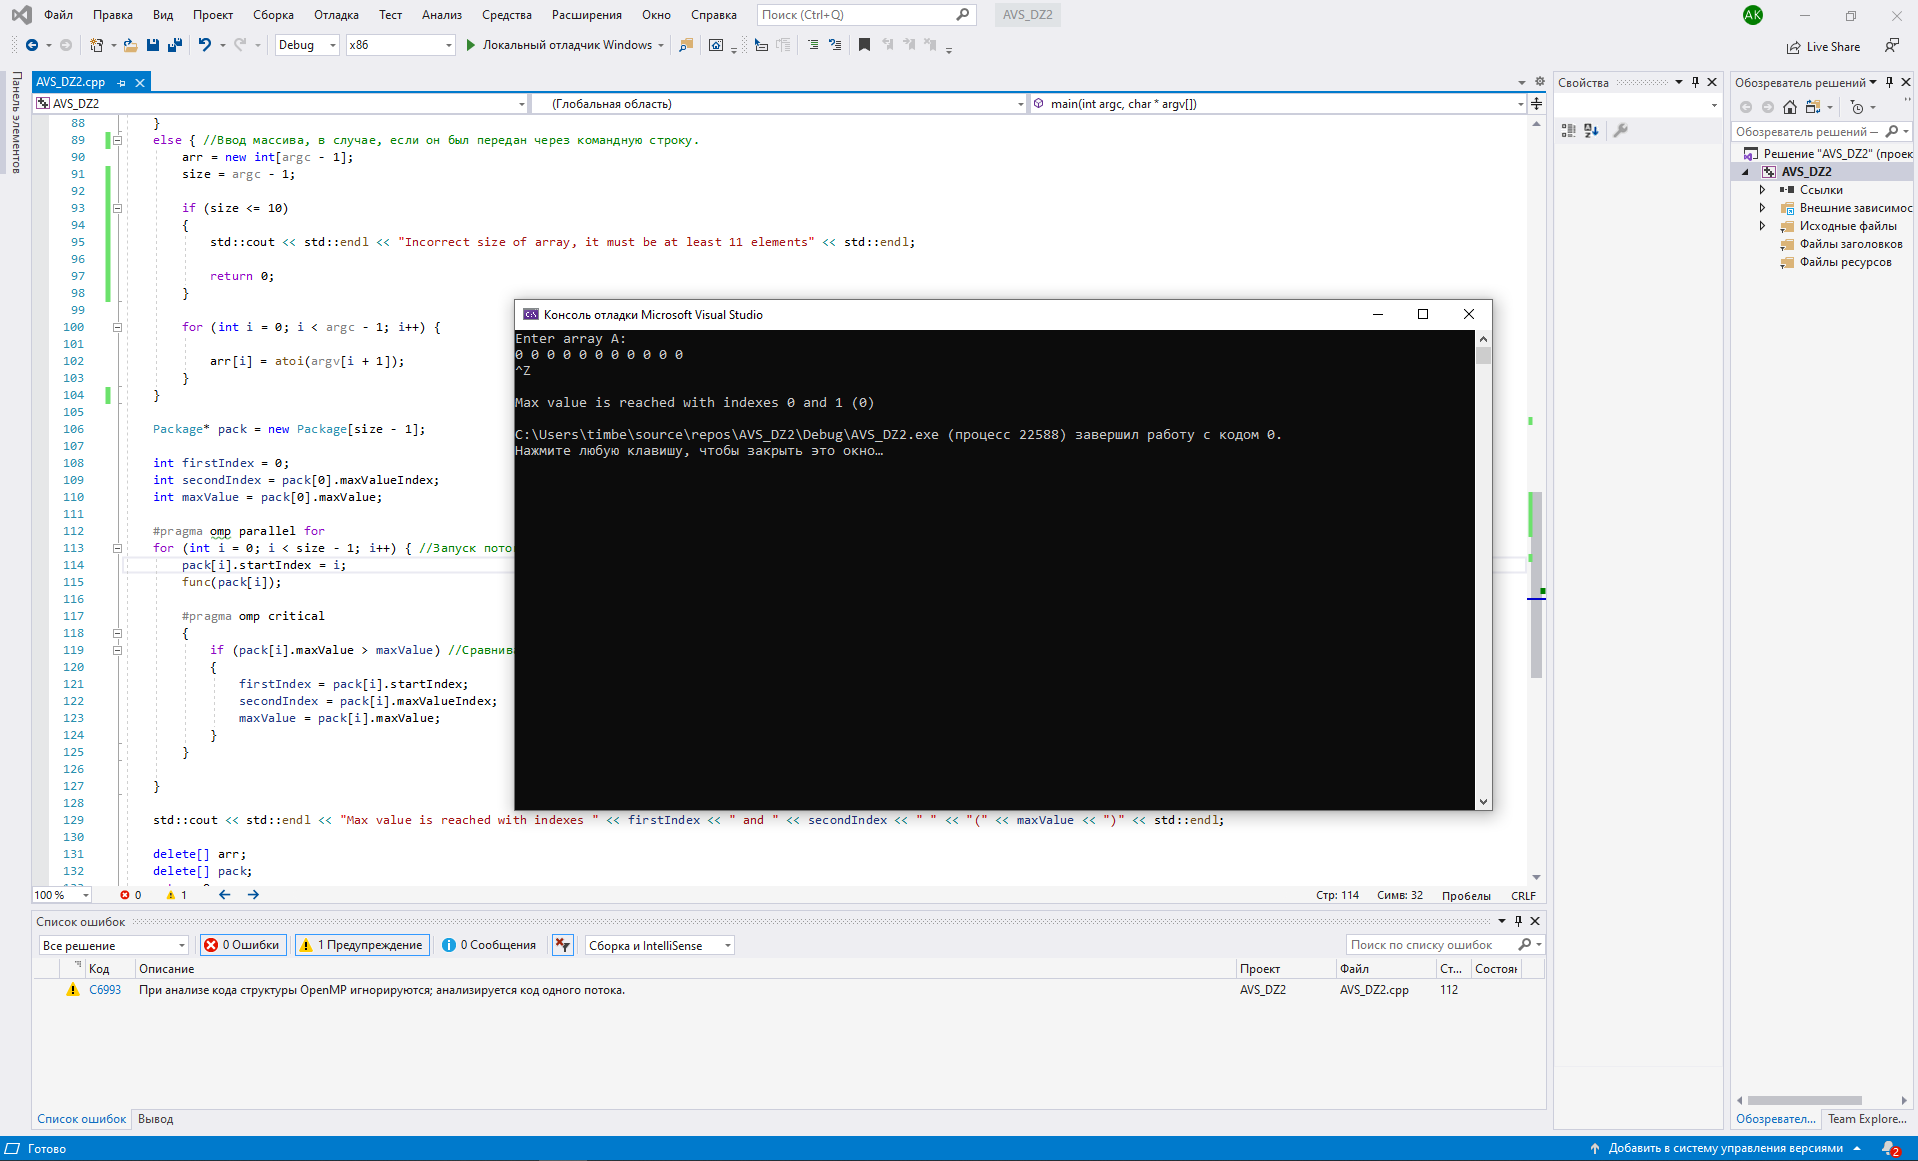 Файл Правка Вид Проект Сборка Отладка Тест Анализ Средства Расширения Окно Справка Поиск (Ctrl+Q) AVS_DZ2 AK
Debug x86 Локальный отладчик Windows Live Share
Панель элементов
AVS_DZ2.cpp
AVS_DZ2 (Глобальная область) main(int argc, char * argv[])
88 }
89 else { //Ввод массива, в случае, если он был передан через командную строку.
90 arr = new int[argc - 1];
91 size = argc - 1;
92
93 if (size <= 10)
94 {
95 std::cout << std::endl << "Incorrect size of array, it must be at least 11 elements" << std::endl;
96
97 return 0;
98 }
99
100 for (int i = 0; i < argc - 1; i++) {
101
102 arr[i] = atoi(argv[i + 1]);
103 }
104 }
105
106 Package* pack = new Package[size - 1];
107
108 int firstIndex = 0;
109 int secondIndex = pack[0].maxValueIndex;
110 int maxValue = pack[0].maxValue;
111
112 #pragma omp parallel for
113 for (int i = 0; i < size - 1; i++) { //Запуск пото
114 pack[i].startIndex = i;
115 func(pack[i]);
116
117 #pragma omp critical
118 {
119 if (pack[i].maxValue > maxValue) //Сравнив
120 {
121 firstIndex = pack[i].startIndex;
122 secondIndex = pack[i].maxValueIndex;
123 maxValue = pack[i].maxValue;
124 }
125 }
126
127 }
128
129 std::cout << std::endl << "Max value is reached with indexes " << firstIndex << " and " << secondIndex << " " << "(" << maxValue << ")" << std::endl;
130
131 delete[] arr;
132 delete[] pack;
Консоль отладки Microsoft Visual Studio
Enter array A:
0 0 0 0 0 0 0 0 0 0 0
^Z
Max value is reached with indexes 0 and 1 (0)
C:\Users\timbe\source\repos\AVS_DZ2\Debug\AVS_DZ2.exe (процесс 22588) завершил работу с кодом 0.
Нажмите любую клавишу, чтобы закрыть это окно…
100 % 0 1 Стр: 114 Симв: 32 Пробелы CRLF
Список ошибок
Все решение 0 Ошибки 1 Предупреждение 0 Сообщения Сборка и IntelliSense Поиск по списку ошибок
Код Описание Проект Файл Ст... Состоян
C6993 При анализе кода структуры OpenMP игнорируются; анализируется код одного потока. AVS_DZ2 AVS_DZ2.cpp 112
Список ошибок Вывод
Свойства
Обозреватель решений
Обозреватель решений —
Решение "AVS_DZ2" (проек
AVS_DZ2
Ссылки
Внешние зависимос
Исходные файлы
Файлы заголовков
Файлы ресурсов
Обозревател... Team Explore...
Готово Добавить в систему управления версиями 2